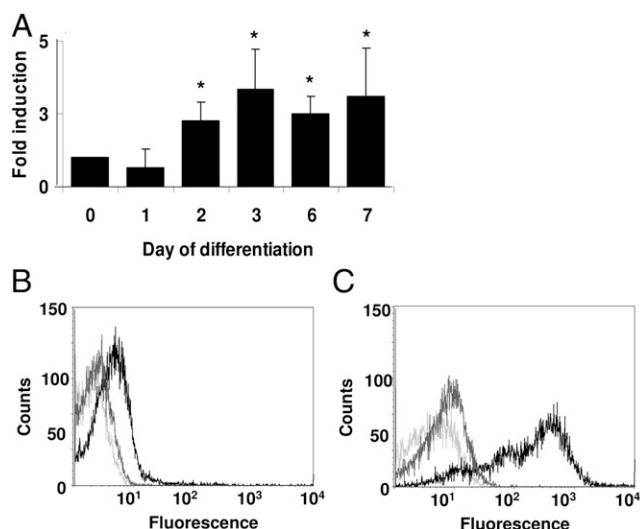 A
Fold induction
5
3
0
* * * *
0 1 2 3 6 7
Day of differentiation
B
Counts
150
100
50
0
10¹ 10² 10³ 10⁴
Fluorescence
C
Counts
150
100
50
0
10¹ 10² 10³ 10⁴
Fluorescence